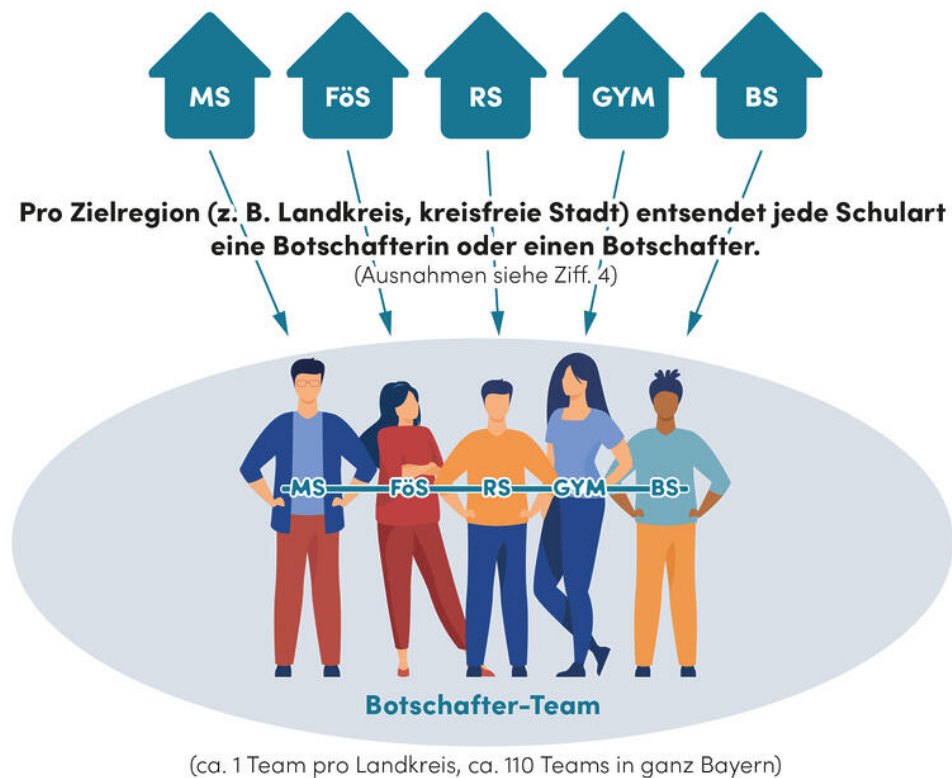 MS FöS RS GYM BS
Pro Zielregion (z. B. Landkreis, kreisfreie Stadt) entsendet jede Schulart
eine Botschafterin oder einen Botschafter.
(Ausnahmen siehe Ziff. 4)
MS FöS RS GYM BS
Botschafter-Team
(ca. 1 Team pro Landkreis, ca. 110 Teams in ganz Bayern)